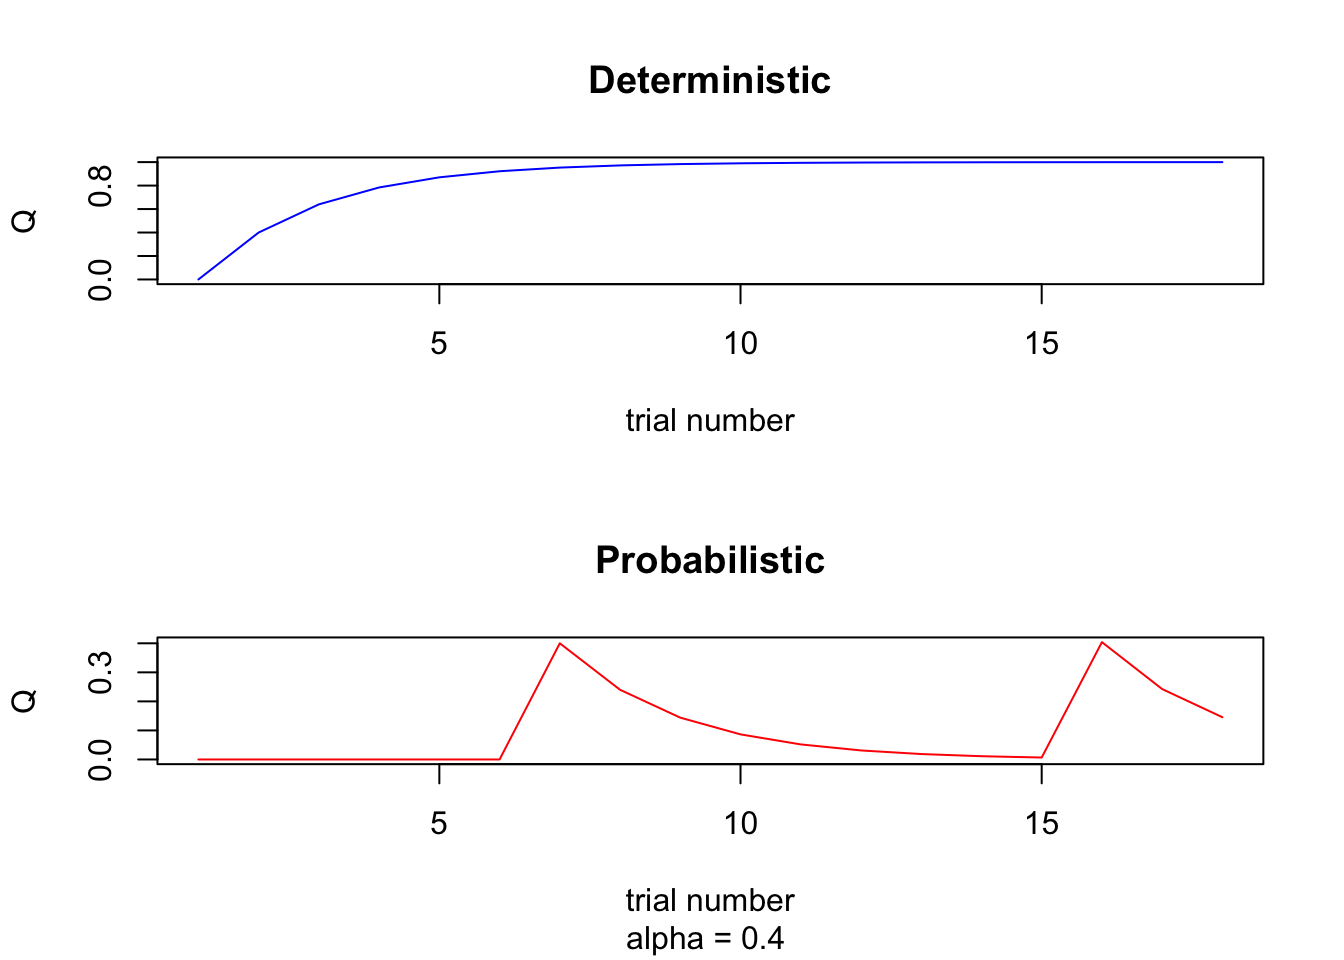 Deterministic
Q
0.8
0.0
5 10 15
trial number
Probabilistic
Q
0.3
0.0
5 10 15
trial number
alpha = 0.4